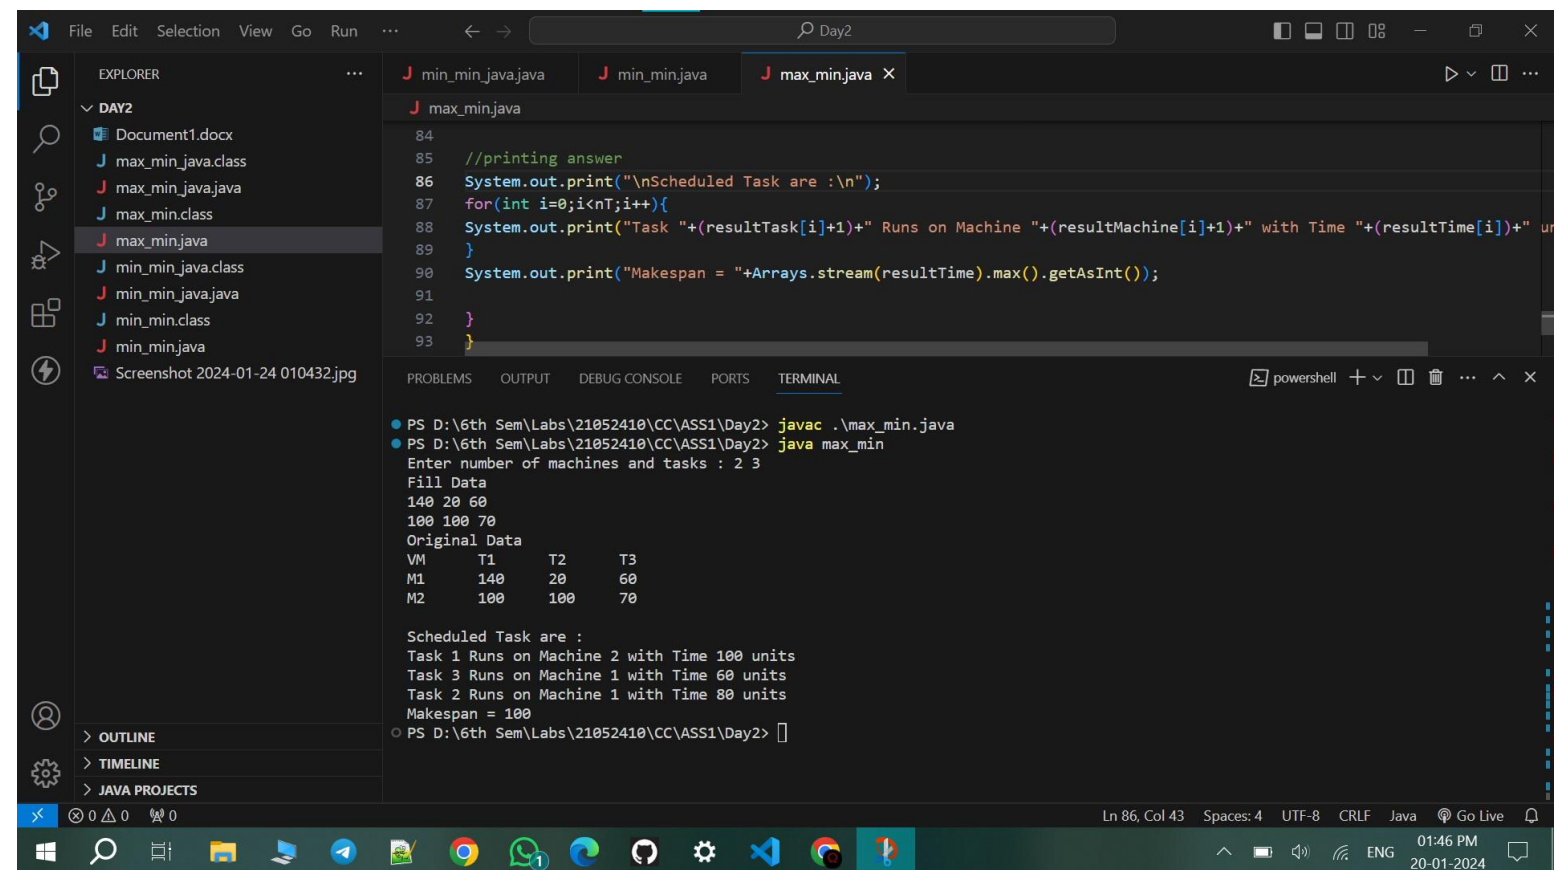 File Edit Selection View Go Run ... Day2
EXPLORER ...
DAY2
Document1.docx
max_min_java.class
max_min_java.java
max_min.class
max_min.java
min_min_java.class
min_min_java.java
min_min.class
min_min.java
Screenshot 2024-01-24 010432.jpg
OUTLINE
TIMELINE
JAVA PROJECTS
min_min_java.java min_min.java max_min.java
max_min.java
84
85 //printing answer
86 System.out.print("\nScheduled Task are :\n");
87 for(int i=0;i<nT;i++){
88 System.out.print("Task "+(resultTask[i]+1)+" Runs on Machine "+(resultMachine[i]+1)+" with Time "+(resultTime[i])+" un
89 }
90 System.out.print("Makespan = "+Arrays.stream(resultTime).max().getAsInt());
91
92 }
93 }
PROBLEMS OUTPUT DEBUG CONSOLE PORTS TERMINAL powershell
PS D:\6th Sem\Labs\21052410\CC\ASS1\Day2> javac .\max_min.java
PS D:\6th Sem\Labs\21052410\CC\ASS1\Day2> java max_min
Enter number of machines and tasks : 2 3
Fill Data
140 20 60
100 100 70
Original Data
VM T1 T2 T3
M1 140 20 60
M2 100 100 70
Scheduled Task are :
Task 1 Runs on Machine 2 with Time 100 units
Task 3 Runs on Machine 1 with Time 60 units
Task 2 Runs on Machine 1 with Time 80 units
Makespan = 100
PS D:\6th Sem\Labs\21052410\CC\ASS1\Day2>
0 0 0 Ln 86, Col 43 Spaces: 4 UTF-8 CRLF Java Go Live
1 ENG 01:46 PM
20-01-2024